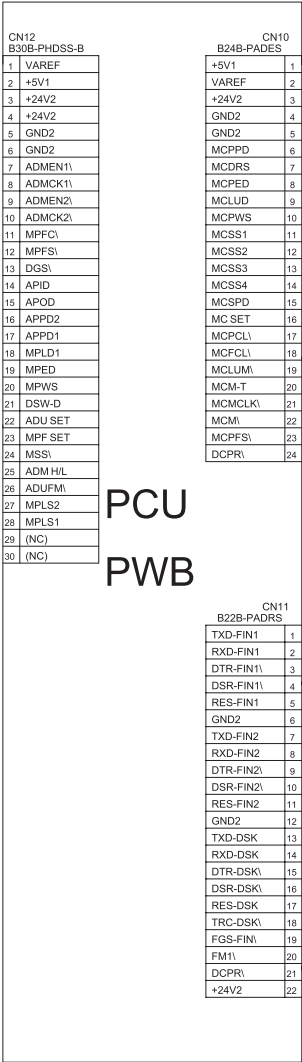 CN12
B30B-PHDSS-B
1 VAREF
2 +5V1
3 +24V2
4 +24V2
5 GND2
6 GND2
7 ADMEN1\
8 ADMCK1\
9 ADMEN2\
10 ADMCK2\
11 MPFC\
12 MPFS\
13 DGS\
14 APID
15 APOD
16 APPD2
17 APPD1
18 MPLD1
19 MPED
20 MPWS
21 DSW-D
22 ADU SET
23 MPF SET
24 MSS\
25 ADM H/L
26 ADUFM\
27 MPLS2
28 MPLS1
29 (NC)
30 (NC)
CN10
B24B-PADES
+5V1 1
VAREF 2
+24V2 3
GND2 4
GND2 5
MCPPD 6
MCDRS 7
MCPED 8
MCLUD 9
MCPWS 10
MCSS1 11
MCSS2 12
MCSS3 13
MCSS4 14
MCSPD 15
MC SET 16
MCPCL\ 17
MCFCL\ 18
MCLUM\ 19
MCM-T 20
MCMCLK\ 21
MCM\ 22
MCPFS\ 23
DCPR\ 24
PCU
PWB
CN11
B22B-PADRS
TXD-FIN1 1
RXD-FIN1 2
DTR-FIN1\ 3
DSR-FIN1\ 4
RES-FIN1 5
GND2 6
TXD-FIN2 7
RXD-FIN2 8
DTR-FIN2\ 9
DSR-FIN2\ 10
RES-FIN2 11
GND2 12
TXD-DSK 13
RXD-DSK 14
DTR-DSK\ 15
DSR-DSK\ 16
RES-DSK 17
TRC-DSK\ 18
FGS-FIN\ 19
FM1\ 20
DCPR\ 21
+24V2 22